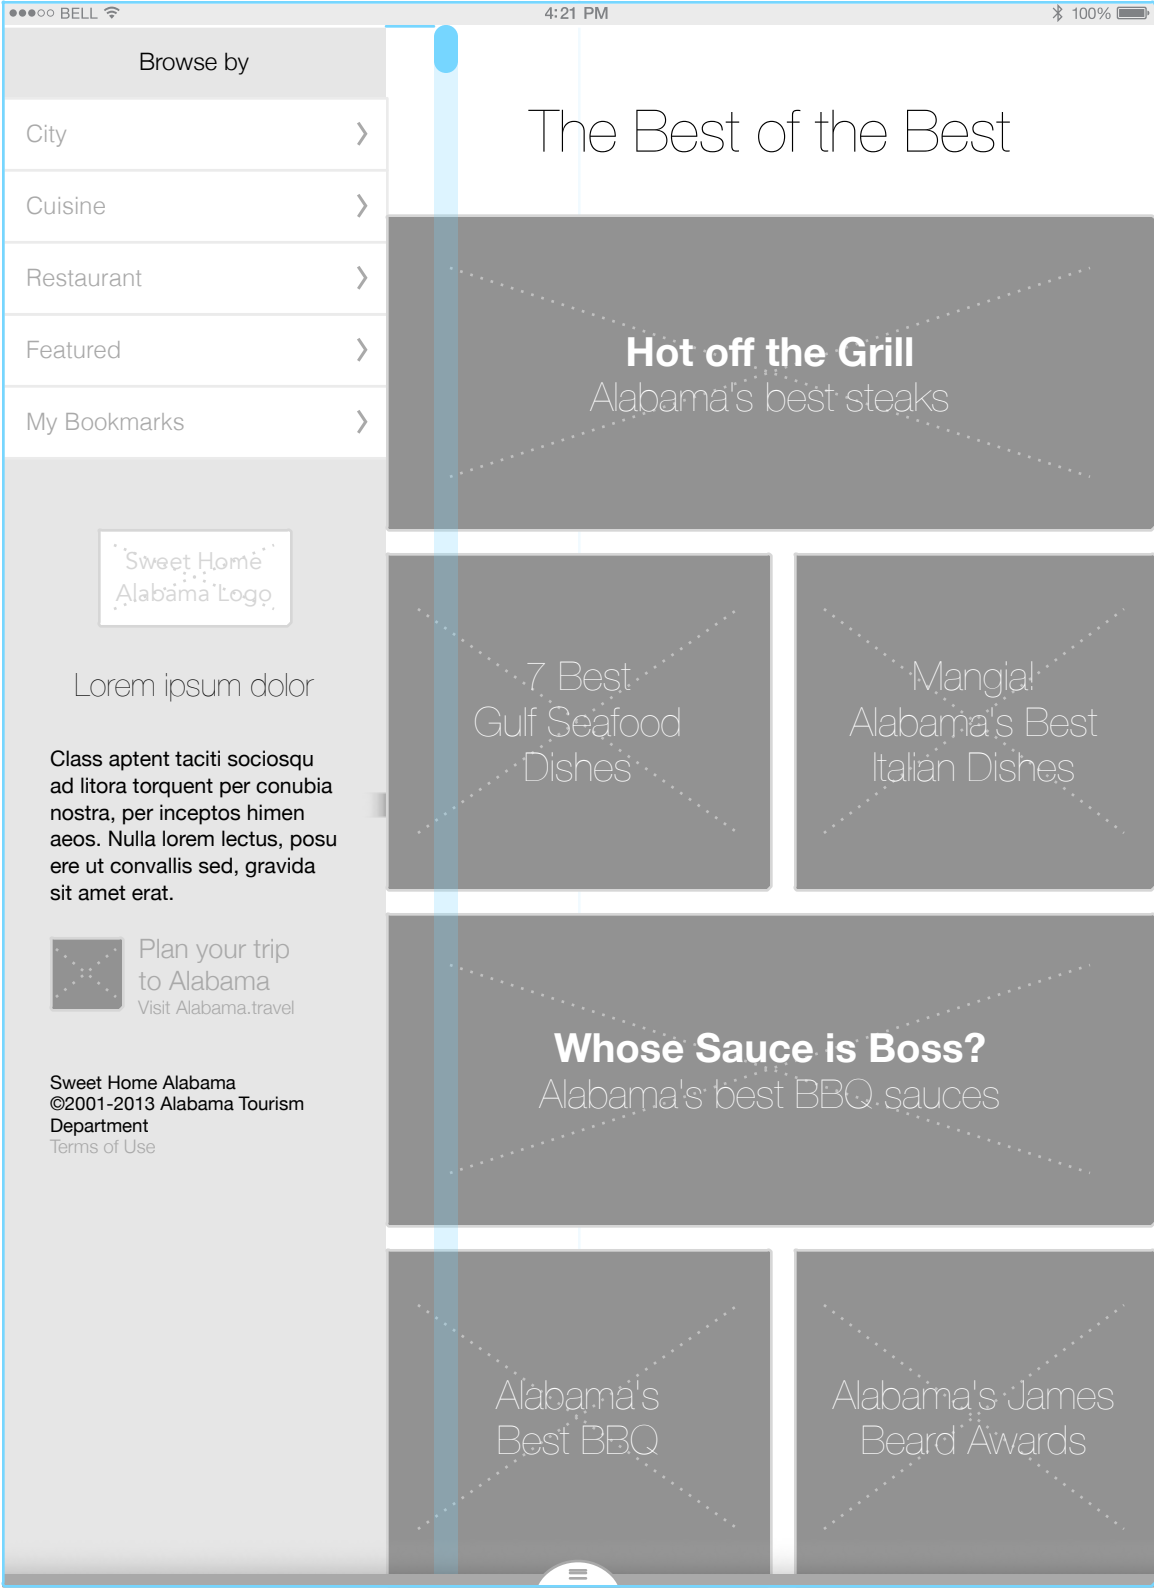 BELL
4:21 PM
100%
Browse by
City
Cuisine
Restaurant
Featured
My Bookmarks
Sweet Home
Alabama Logo
Lorem ipsum dolor
Class aptent taciti sociosqu
ad litora torquent per conubia
nostra, per inceptos himen
aeos. Nulla lorem lectus, posu
ere ut convallis sed, gravida
sit amet erat.
Plan your trip
to Alabama
Visit Alabama.travel
Sweet Home Alabama
©2001-2013 Alabama Tourism
Department
Terms of Use
The Best of the Best
Hot off the Grill
Alabama's best steaks
7 Best
Gulf Seafood
Dishes
Mangia!
Alabama's Best
Italian Dishes
Whose Sauce is Boss?
Alabama's best BBQ sauces
Alabama's
Best BBQ
Alabama's James
Beard Awards